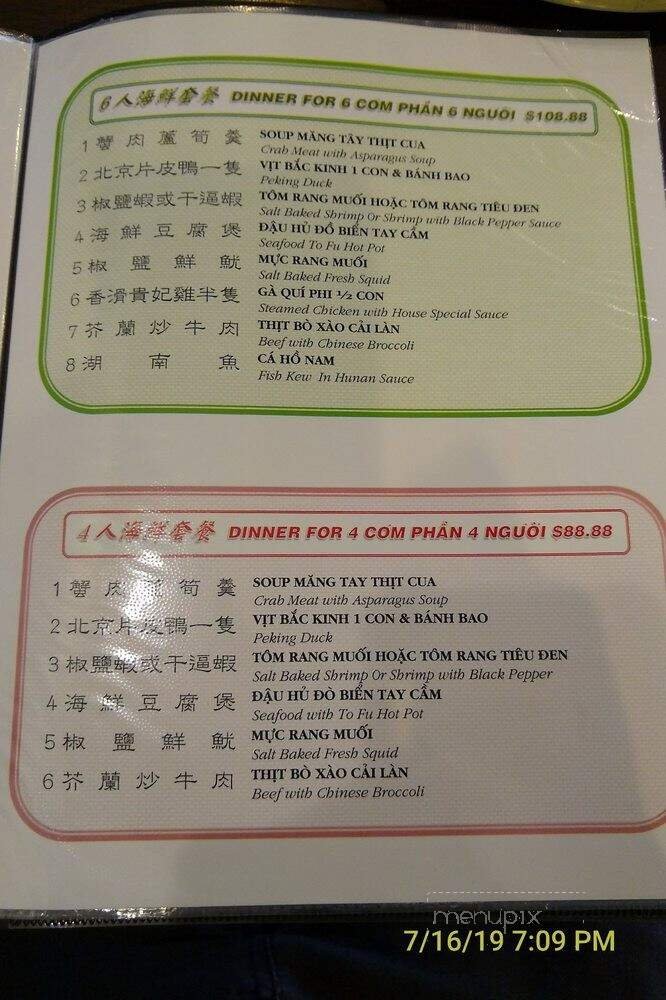 6人海鮮套餐 DINNER FOR 6 COM PHẦN 6 NGUỜI $108.88
1 蟹肉蘆筍羹 SOUP MĂNG TÂY THỊT CUA
Crab Meat with Asparagus Soup
2 北京片皮鴨一隻 VỊT BẮC KINH 1 CON & BÁNH BAO
Peking Duck
3 椒鹽蝦或干逼蝦 TÔM RANG MUỐI HOẶC TÔM RANG TIÊU ĐEN
Salt Baked Shrimp Or Shrimp with Black Pepper Sauce
4 海鮮豆腐煲 ĐẬU HỦ ĐỒ BIỂN TAY CẦM
Seafood To Fu Hot Pot
5 椒鹽鮮魷 MỰC RANG MUỐI
Salt Baked Fresh Squid
6 香滑貴妃雞半隻 GÀ QUÍ PHI ½ CON
Steamed Chicken with House Special Sauce
7 芥蘭炒牛肉 THỊT BÒ XÀO CẢI LÀN
Beef with Chinese Broccoli
8 湖南魚 CÁ HỒ NAM
Fish Kew In Hunan Sauce
4人海鮮套餐 DINNER FOR 4 COM PHẦN 4 NGƯỜI $88.88
1 蟹肉蘆筍羹 SOUP MĂNG TAY THỊT CUA
Crab Meat with Asparagus Soup
2 北京片皮鴨一隻 VỊT BẮC KINH 1 CON & BÁNH BAO
Peking Duck
3 椒鹽蝦或干逼蝦 TÔM RANG MUỐI HOẶC TÔM RANG TIÊU ĐEN
Salt Baked Shrimp Or Shrimp with Black Pepper
4 海鮮豆腐煲 ĐẬU HỦ ĐÒ BIỂN TAY CẦM
Seafood with To Fu Hot Pot
5 椒鹽鮮魷 MỰC RANG MUỐI
Salt Baked Fresh Squid
6 芥蘭炒牛肉 THỊT BÒ XÀO CẢI LÀN
Beef with Chinese Broccoli
menupix
7/16/19 7:09 PM